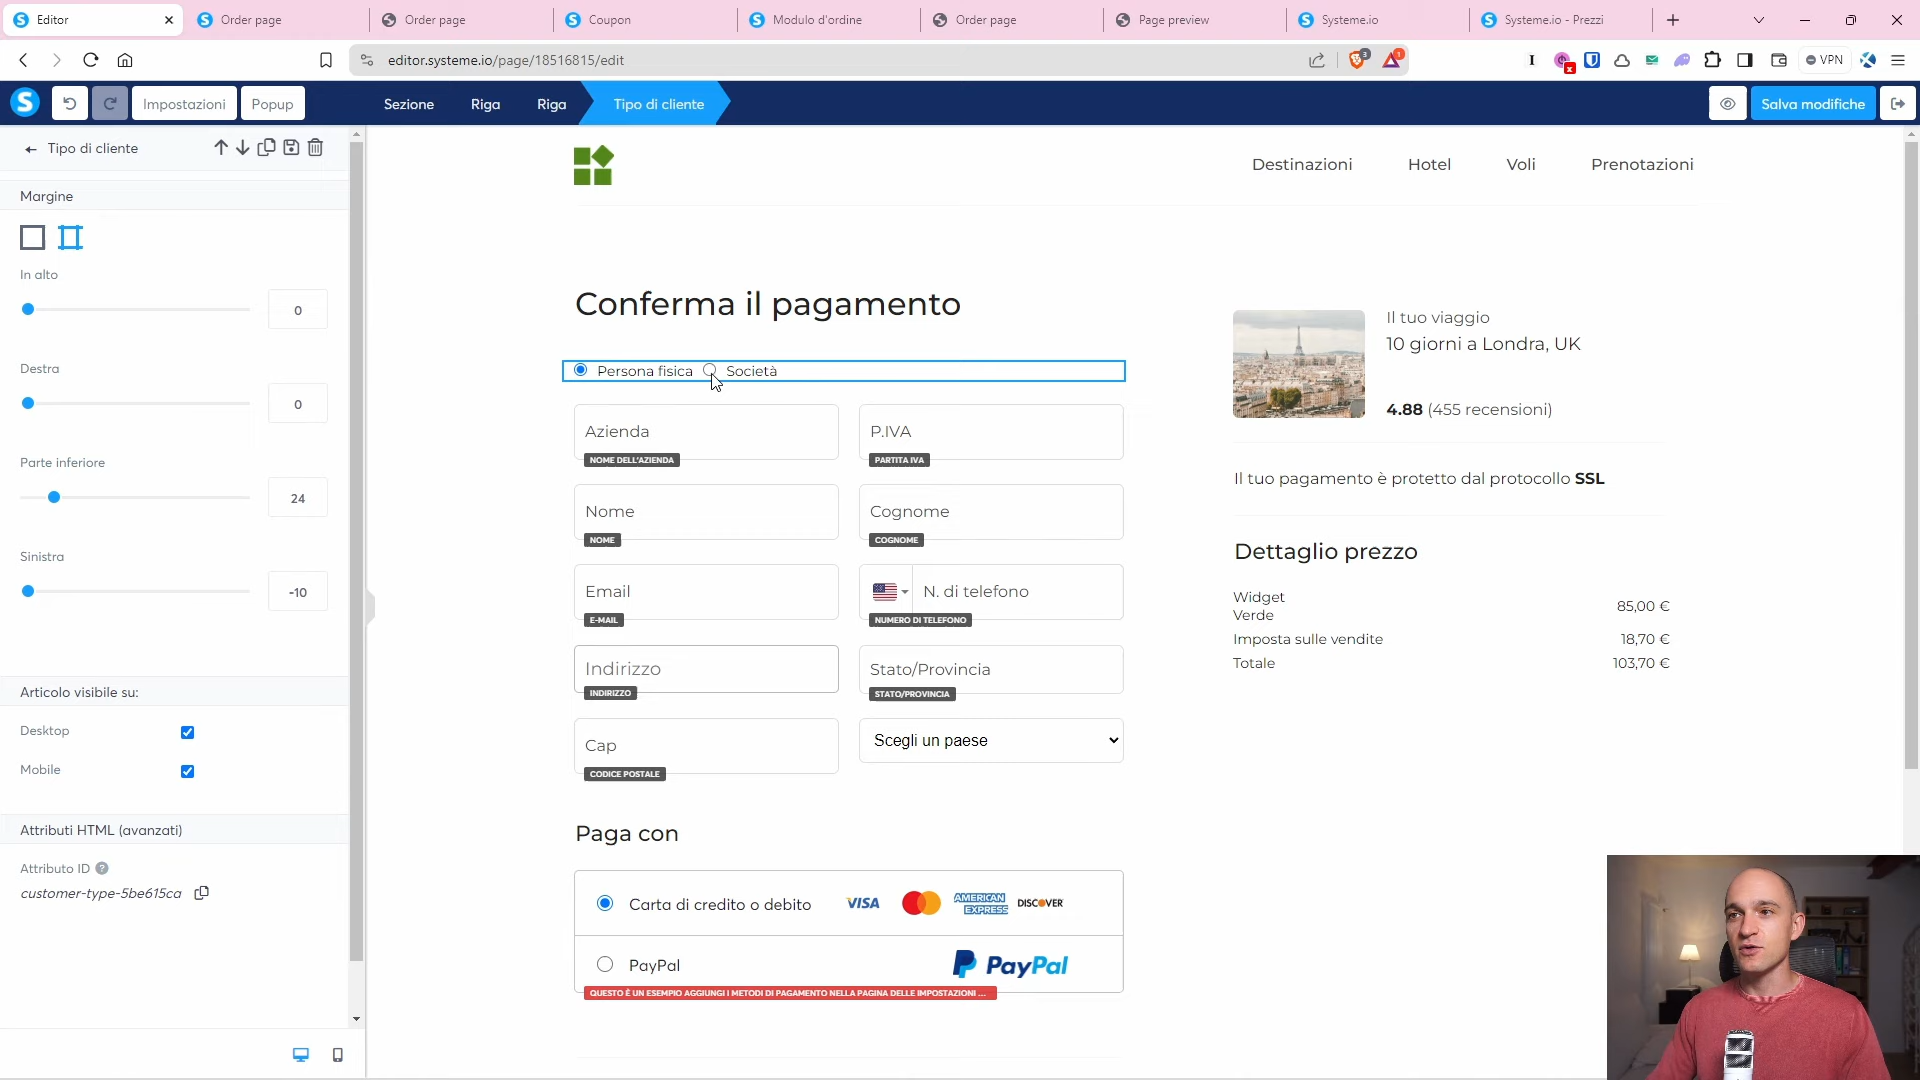 Editor
Order page
Order page
Coupon
Modulo d'ordine
Order page
Page preview
Systeme.io
Systeme.io - Prezzi
editor.systeme.io/page/18516815/edit
3
1
VPN
S
Impostazioni
Popup
Sezione
Riga
Riga
Tipo di cliente
Salva modifiche
Tipo di cliente
Margine
In alto
0
Destra
0
Parte inferiore
24
Sinistra
-10
Articolo visibile su:
Desktop
Mobile
Attributi HTML (avanzati)
Attributo ID ?
customer-type-5be615ca
Destinazioni
Hotel
Voli
Prenotazioni
Conferma il pagamento
Persona fisica
Società
Azienda
NOME DELL'AZIENDA
P.IVA
PARTITA IVA
Nome
NOME
Cognome
COGNOME
Email
E-MAIL
N. di telefono
NUMERO DI TELEFONO
Indirizzo
INDIRIZZO
Stato/Provincia
STATO/PROVINCIA
Cap
CODICE POSTALE
Scegli un paese
Paga con
Carta di credito o debito
VISA
AMERICAN EXPRESS
DISCOVER
PayPal
PayPal
QUESTO È UN ESEMPIO AGGIUNGI I METODI DI PAGAMENTO NELLA PAGINA DELLE IMPOSTAZIONI ...
Il tuo viaggio
10 giorni a Londra, UK
4.88 (455 recensioni)
Il tuo pagamento è protetto dal protocollo SSL
Dettaglio prezzo
Widget
Verde
85,00 €
Imposta sulle vendite
18,70 €
Totale
103,70 €